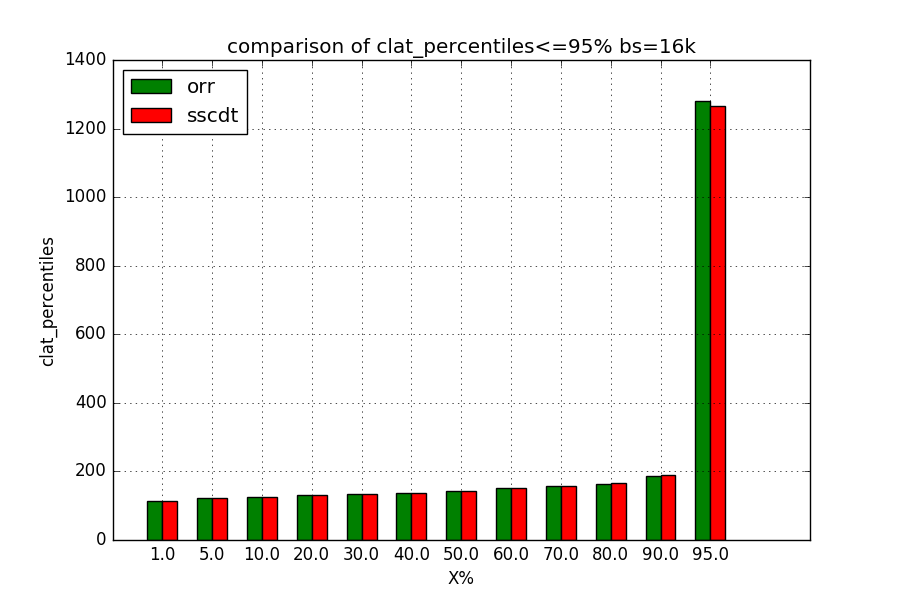 comparison of clat_percentiles<=95% bs=16k
orr
sscdt
1400
1200
1000
800
600
400
200
0
clat_percentiles
1.0 5.0 10.0 20.0 30.0 40.0 50.0 60.0 70.0 80.0 90.0 95.0
X%